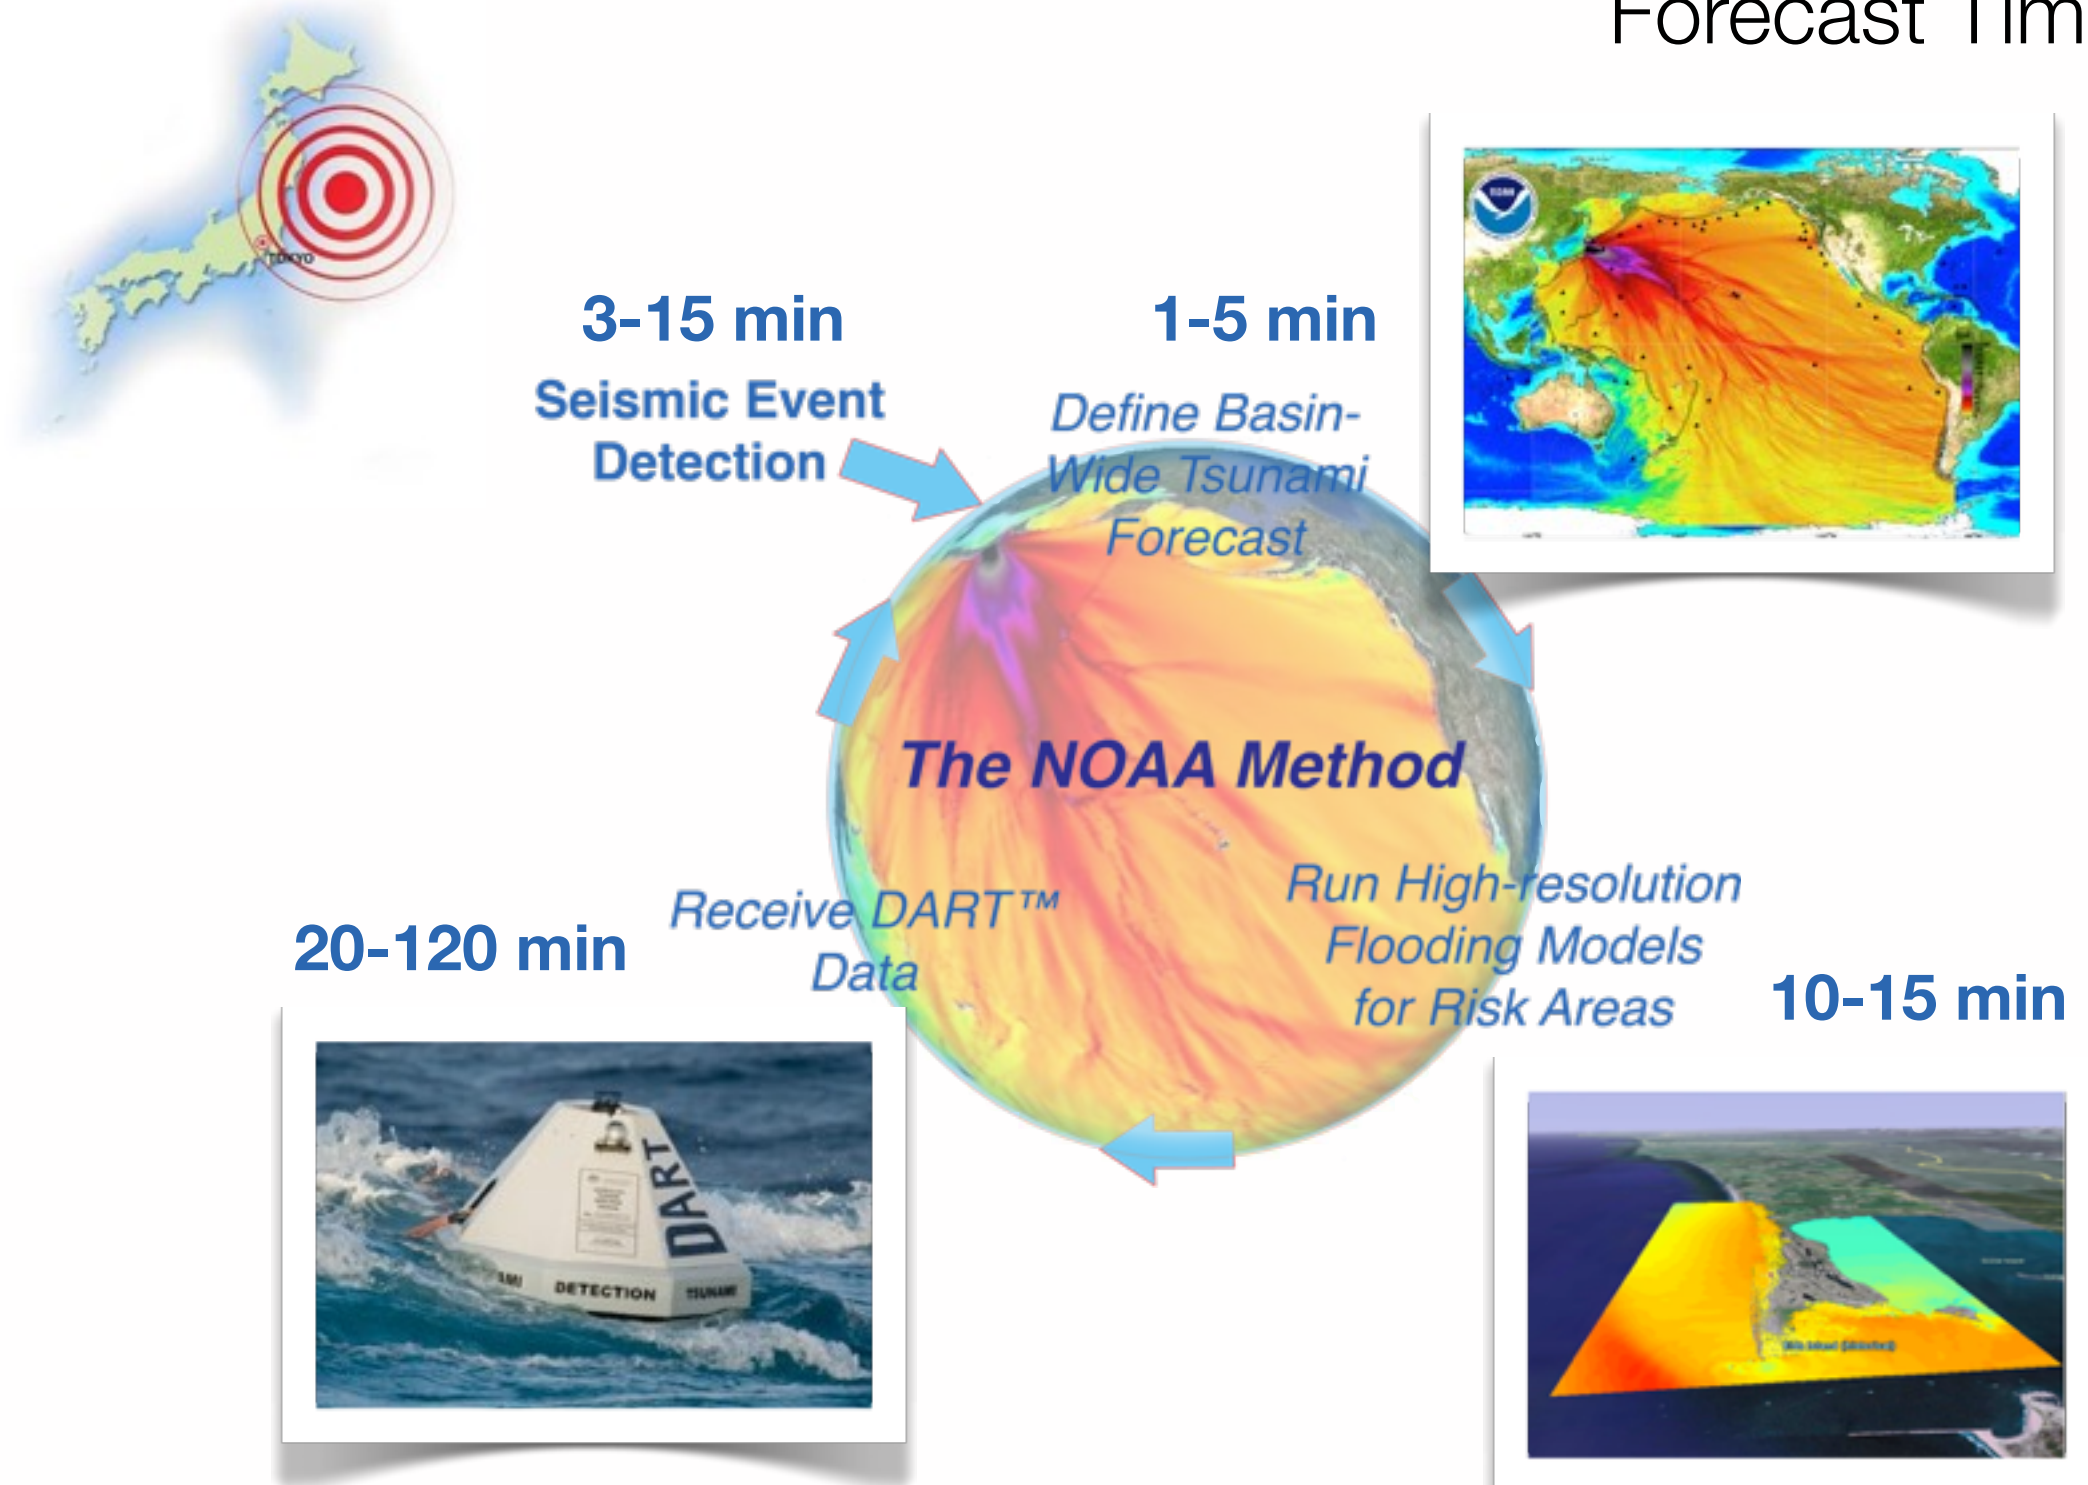 Forecast Tim
TOKYO
3-15 min
Seismic Event
Detection
1-5 min
Define Basin-
Wide Tsunami
Forecast
The NOAA Method
Run High-resolution
Flooding Models
for Risk Areas
10-15 min
Receive DART™
Data
20-120 min
DART
DETECTION
TSUNAMI